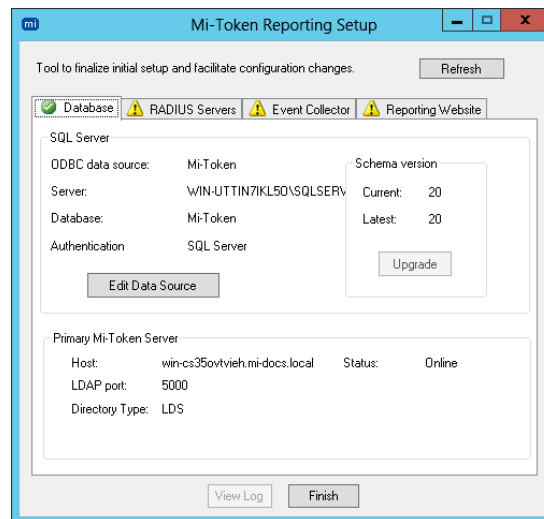 mi
Mi-Token Reporting Setup
Tool to finalize initial setup and facilitate configuration changes.
Refresh
Database
RADIUS Servers
Event Collector
Reporting Website
SQL Server
ODBC data source: Mi-Token
Server: WIN-UTTIN7IKL50\SQLSERV
Database: Mi-Token
Authentication SQL Server
Edit Data Source
Schema version
Current: 20
Latest: 20
Upgrade
Primary Mi-Token Server
Host: win-cs35ovtvieh.mi-docs.local Status: Online
LDAP port: 5000
Directory Type: LDS
View Log
Finish